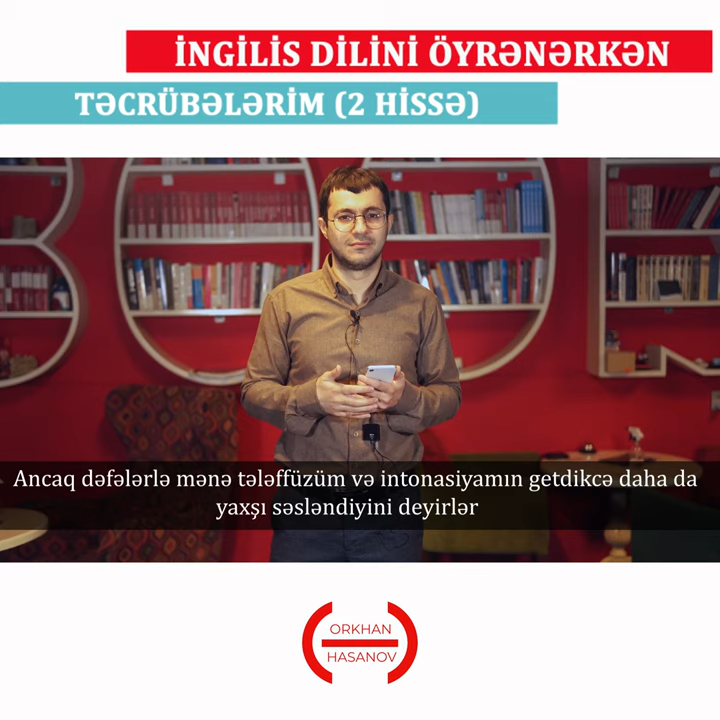 İNGİLİS DİLİNİ ÖYRƏNƏRKƏN
TƏCRÜBƏLƏRİM (2 HİSSƏ)
Ancaq dəfələrlə mənə tələffüzüm və intonasiyamın getdikcə daha da
yaxşı səsləndiyini deyirlər
ORKHAN
HASANOV